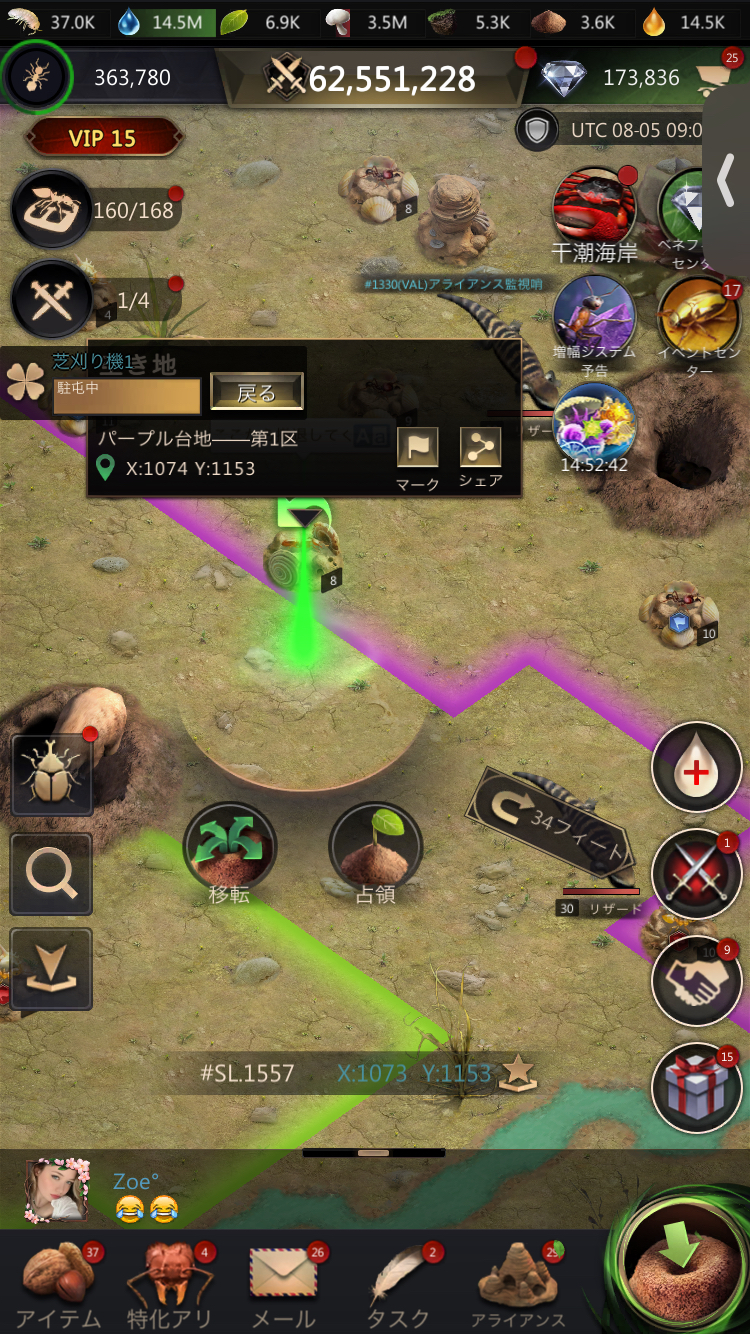 37.0K 14.5M 6.9K 3.5M 5.3K 3.6K 14.5K
363,780 62,551,228 173,836 25
VIP 15
UTC 08-05 09:0
160/168
8
干潮海岸
ベネフ
センタ
#1330(VAL)アライアンス監視哨
4 1/4
17
増幅システム
予告
イベントセン
ター
芝刈り機1
空き地
駐屯中
戻る
パープル台地——第1区
X:1074 Y:1153
マーク
シェア
14:52:42
8
10
34フィート
移転
占領
30 リザード
1
10
9
#SL.1557 X:1073 Y:1153
15
Zoe°
😂😂
37 4 26 2 29
アイテム 特化アリ メール タスク アライアンス